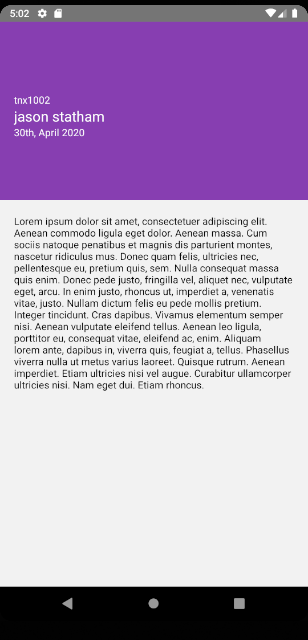 5:02
tnx1002
jason statham
30th, April 2020
Lorem ipsum dolor sit amet, consectetuer adipiscing elit.
Aenean commodo ligula eget dolor. Aenean massa. Cum
sociis natoque penatibus et magnis dis parturient montes,
nascetur ridiculus mus. Donec quam felis, ultricies nec,
pellentesque eu, pretium quis, sem. Nulla consequat massa
quis enim. Donec pede justo, fringilla vel, aliquet nec, vulputate
eget, arcu. In enim justo, rhoncus ut, imperdiet a, venenatis
vitae, justo. Nullam dictum felis eu pede mollis pretium.
Integer tincidunt. Cras dapibus. Vivamus elementum semper
nisi. Aenean vulputate eleifend tellus. Aenean leo ligula,
porttitor eu, consequat vitae, eleifend ac, enim. Aliquam
lorem ante, dapibus in, viverra quis, feugiat a, tellus. Phasellus
viverra nulla ut metus varius laoreet. Quisque rutrum. Aenean
imperdiet. Etiam ultricies nisi vel augue. Curabitur ullamcorper
ultricies nisi. Nam eget dui. Etiam rhoncus.